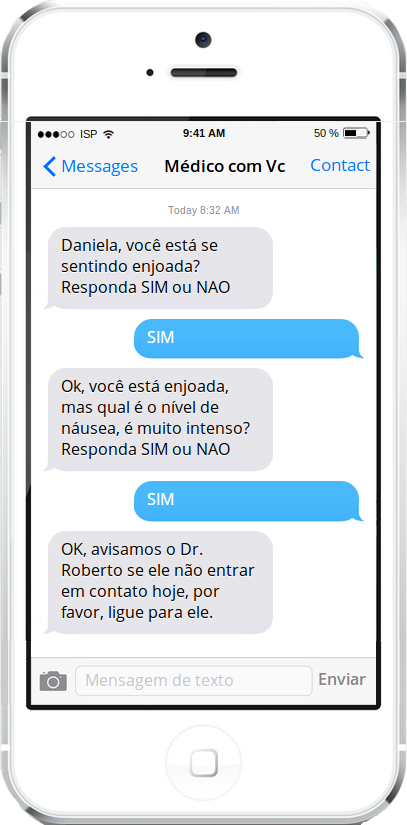 ISP 9:41 AM 50 %
Messages Médico com Vc Contact
Today 8:32 AM
Daniela, você está se
sentindo enjoada?
Responda SIM ou NAO
SIM
Ok, você está enjoada,
mas qual é o nível de
náusea, é muito intenso?
Responda SIM ou NAO
SIM
OK, avisamos o Dr.
Roberto se ele não entrar
em contato hoje, por
favor, ligue para ele.
Mensagem de texto Enviar